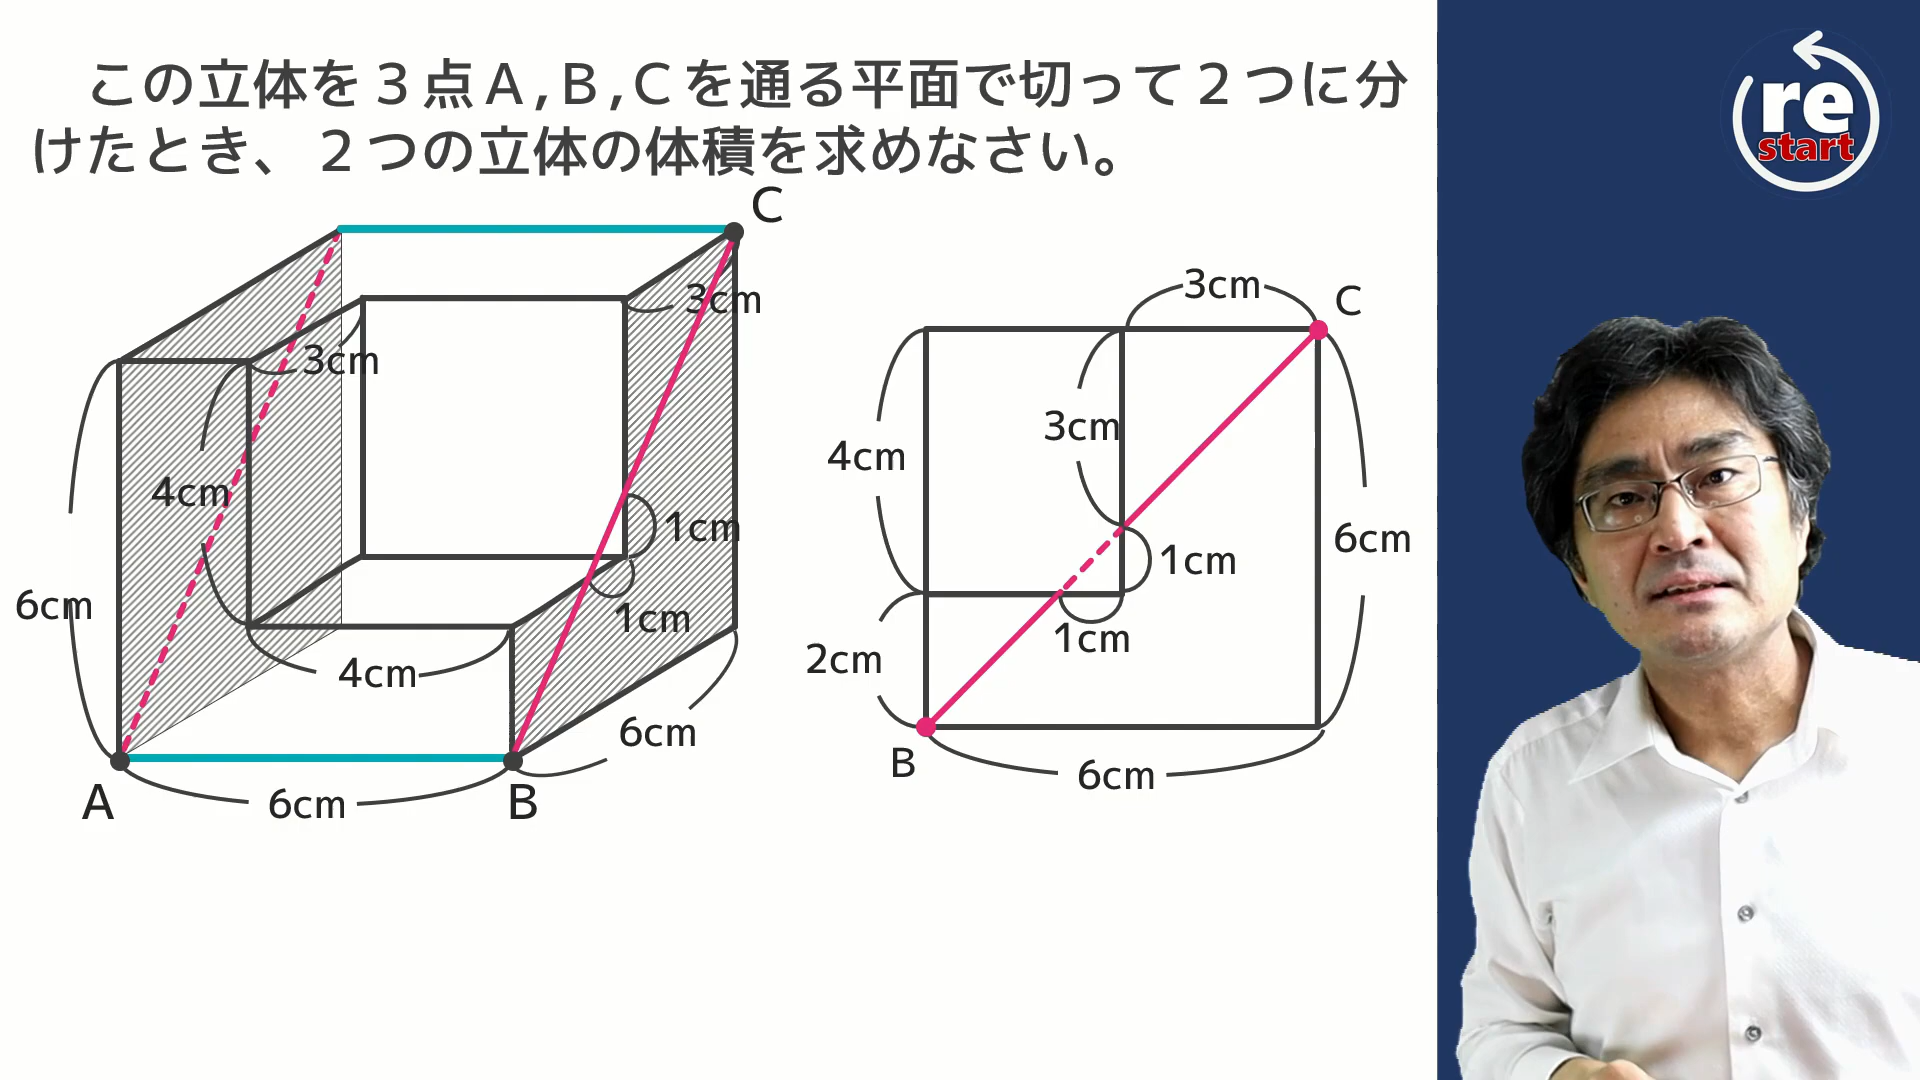 この立体を３点Ａ,Ｂ,Ｃを通る平面で切って２つに分
けたとき、２つの立体の体積を求めなさい。
re
start
C
3cm
3cm
4cm
1cm
1cm
6cm
4cm
6cm
6cm
A
B
3cm
C
3cm
4cm
6cm
1cm
1cm
2cm
B
6cm